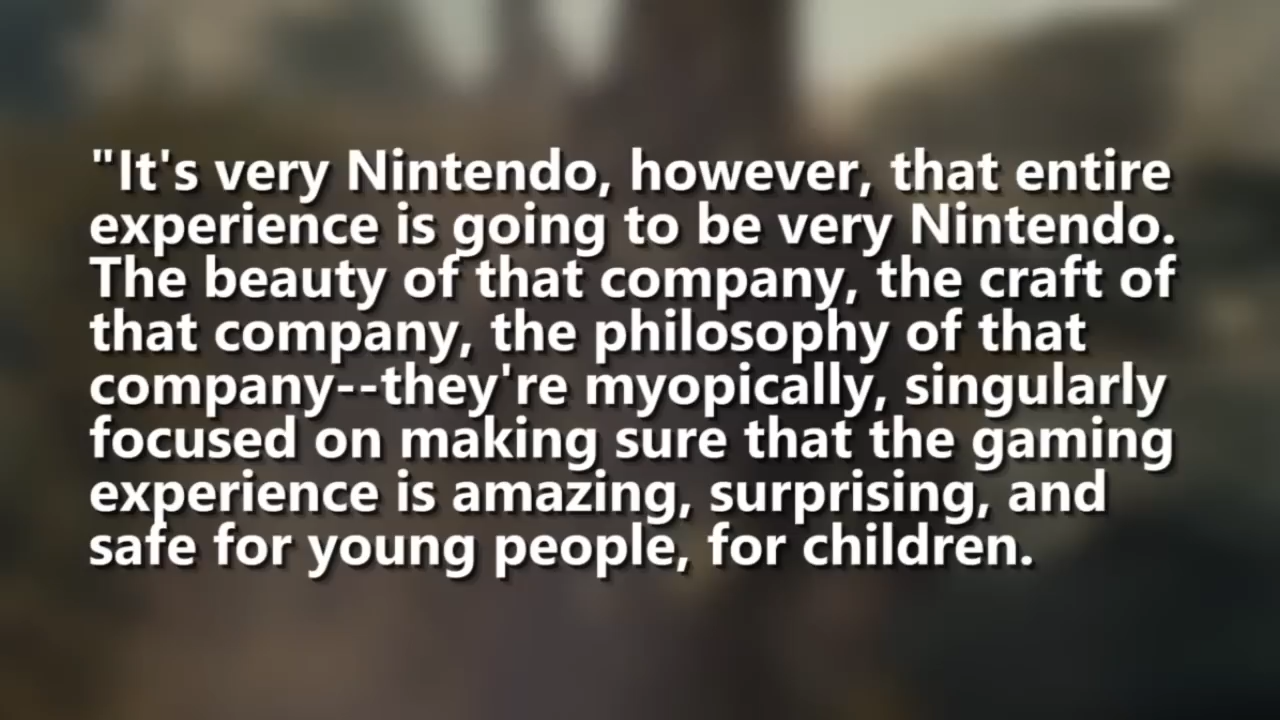 "It's very Nintendo, however, that entire
experience is going to be very Nintendo.
The beauty of that company, the craft of
that company, the philosophy of that
company--they're myopically, singularly
focused on making sure that the gaming
experience is amazing, surprising, and
safe for young people, for children.